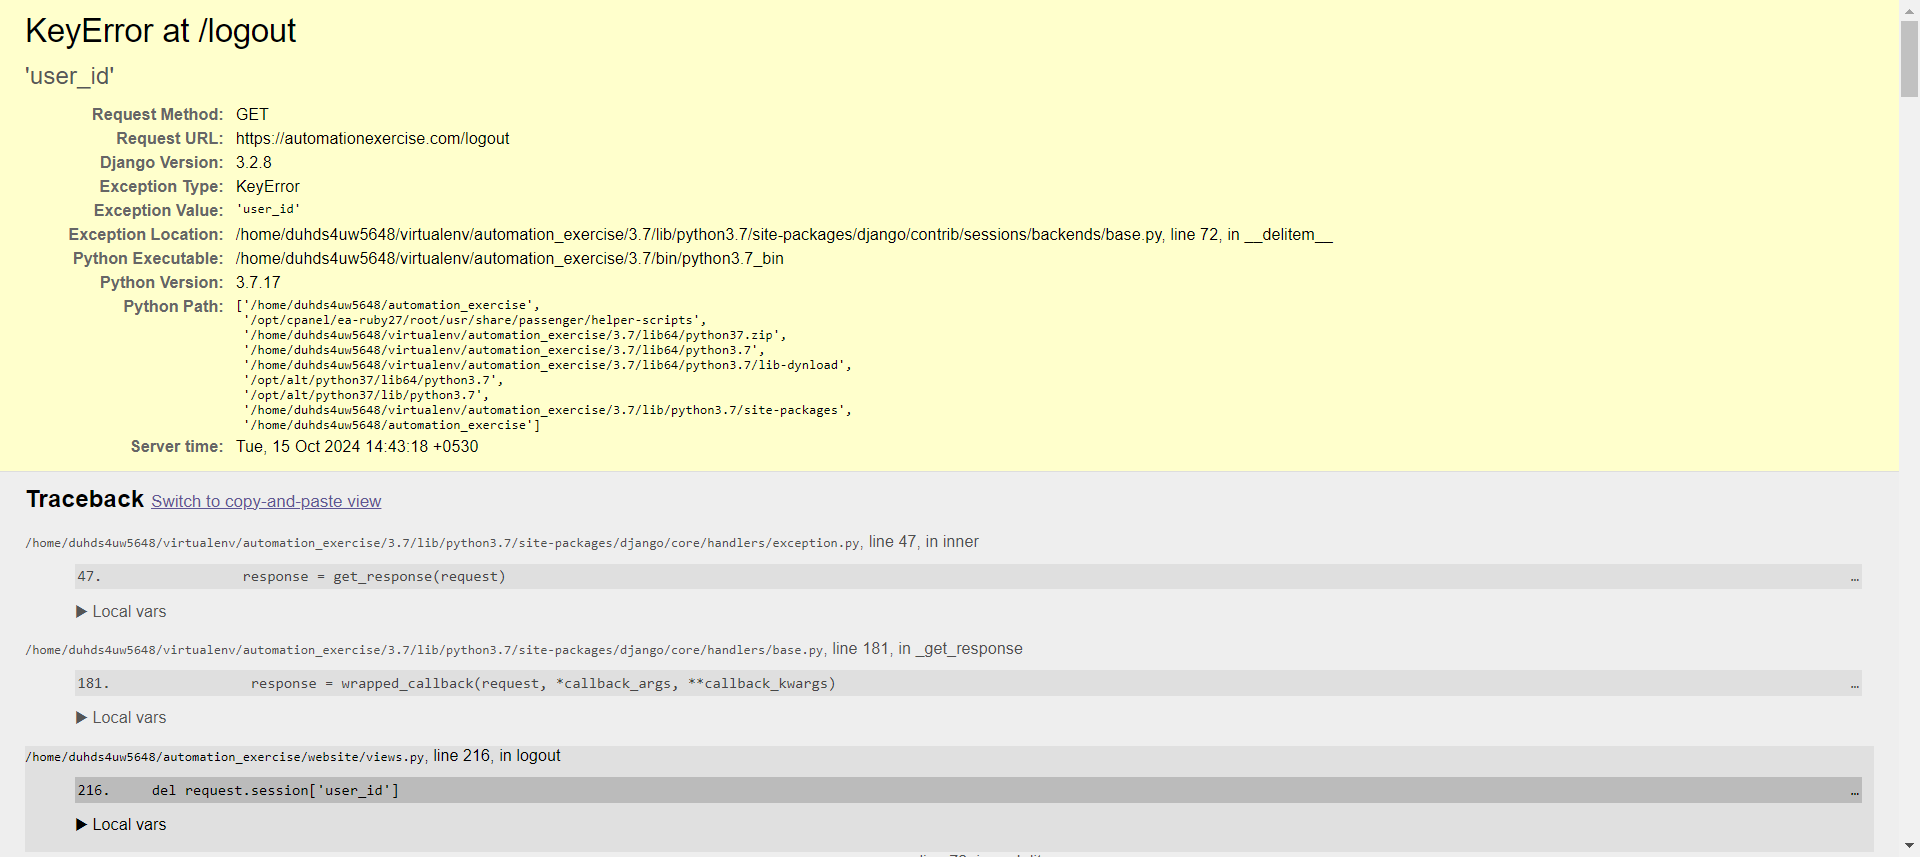 KeyError at /logout
'user_id'
Request Method: GET
Request URL: https://automationexercise.com/logout
Django Version: 3.2.8
Exception Type: KeyError
Exception Value: 'user_id'
Exception Location: /home/duhds4uw5648/virtualenv/automation_exercise/3.7/lib/python3.7/site-packages/django/contrib/sessions/backends/base.py, line 72, in __delitem__
Python Executable: /home/duhds4uw5648/virtualenv/automation_exercise/3.7/bin/python3.7_bin
Python Version: 3.7.17
Python Path: ['/home/duhds4uw5648/automation_exercise',
'/opt/cpanel/ea-ruby27/root/usr/share/passenger/helper-scripts',
'/home/duhds4uw5648/virtualenv/automation_exercise/3.7/lib64/python37.zip',
'/home/duhds4uw5648/virtualenv/automation_exercise/3.7/lib64/python3.7',
'/home/duhds4uw5648/virtualenv/automation_exercise/3.7/lib64/python3.7/lib-dynload',
'/opt/alt/python37/lib64/python3.7',
'/opt/alt/python37/lib/python3.7',
'/home/duhds4uw5648/virtualenv/automation_exercise/3.7/lib/python3.7/site-packages',
'/home/duhds4uw5648/automation_exercise']
Server time: Tue, 15 Oct 2024 14:43:18 +0530
Traceback Switch to copy-and-paste view
/home/duhds4uw5648/virtualenv/automation_exercise/3.7/lib/python3.7/site-packages/django/core/handlers/exception.py, line 47, in inner
47. response = get_response(request) …
▶ Local vars
/home/duhds4uw5648/virtualenv/automation_exercise/3.7/lib/python3.7/site-packages/django/core/handlers/base.py, line 181, in _get_response
181. response = wrapped_callback(request, *callback_args, **callback_kwargs) …
▶ Local vars
/home/duhds4uw5648/automation_exercise/website/views.py, line 216, in logout
216. del request.session['user_id'] …
▶ Local vars